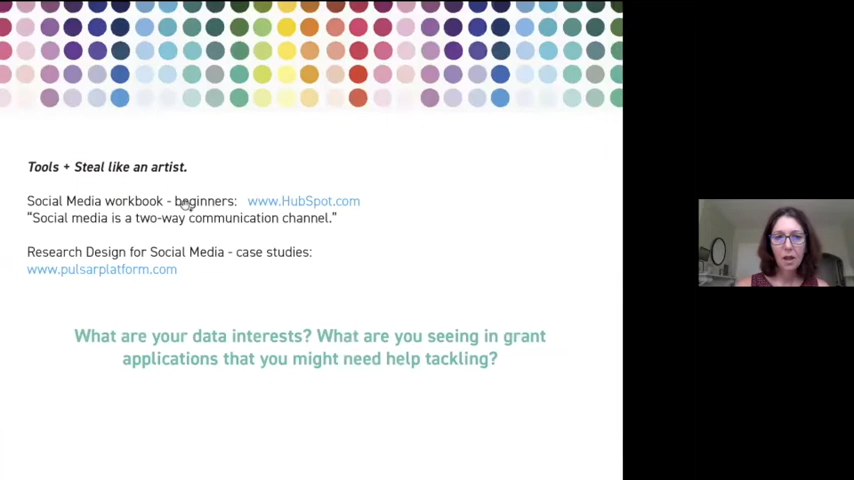 Tools + Steal like an artist.
Social Media workbook - beginners: www.HubSpot.com
“Social media is a two-way communication channel.”
Research Design for Social Media - case studies:
www.pulsarplatform.com
What are your data interests? What are you seeing in grant
applications that you might need help tackling?